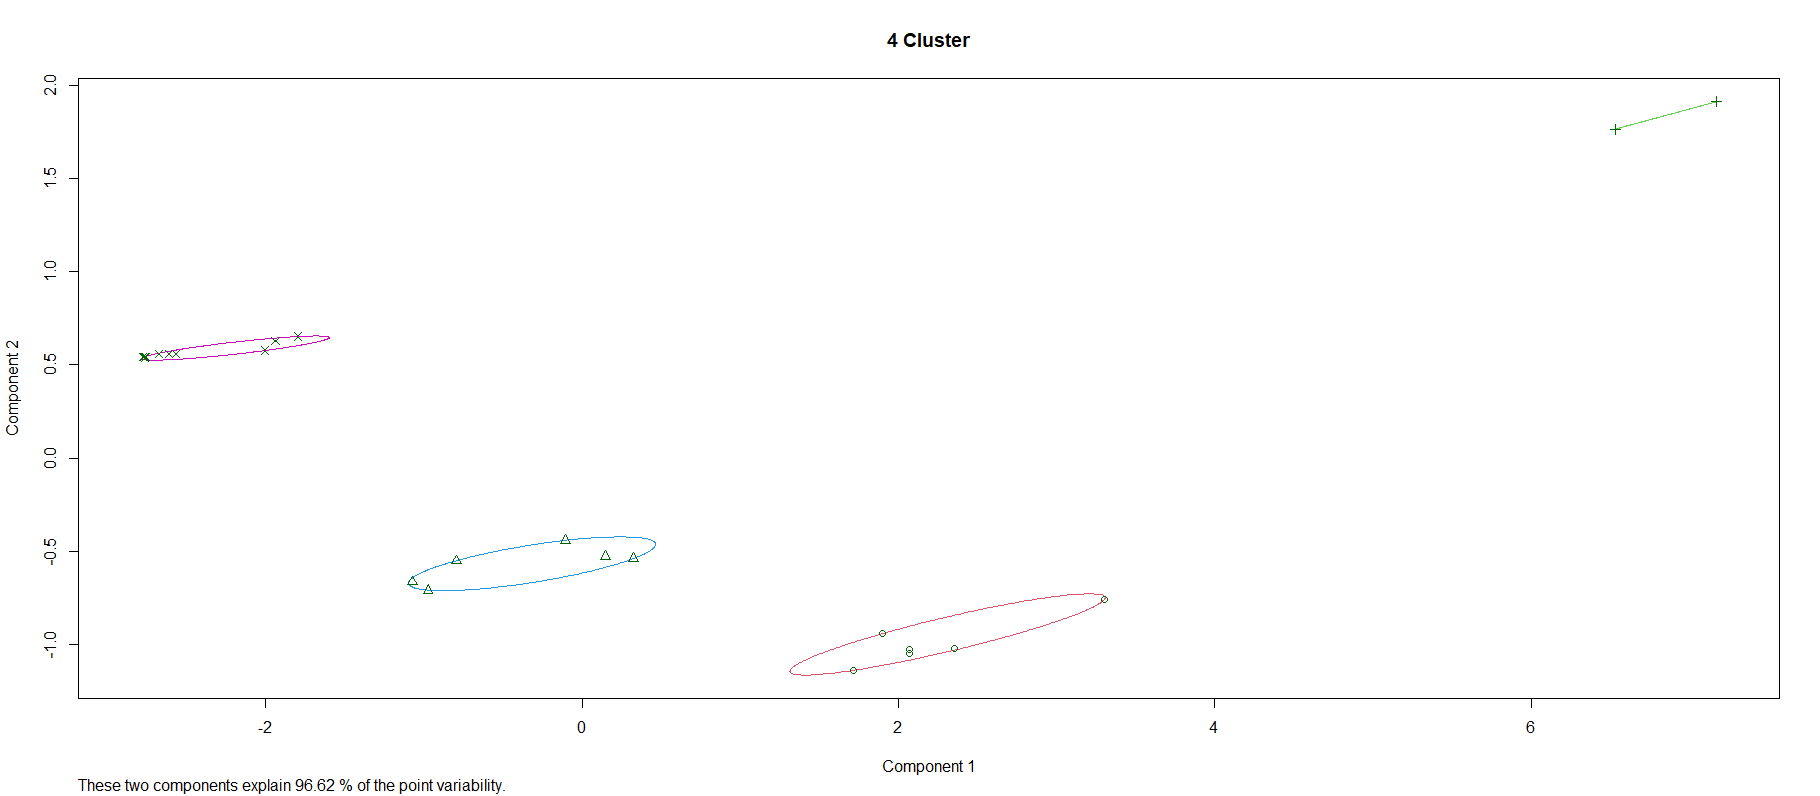 4 Cluster
2.0
1.5
1.0
0.5
0.0
-0.5
-1.0
Component 2
-2 0 2 4 6
Component 1
These two components explain 96.62 % of the point variability.